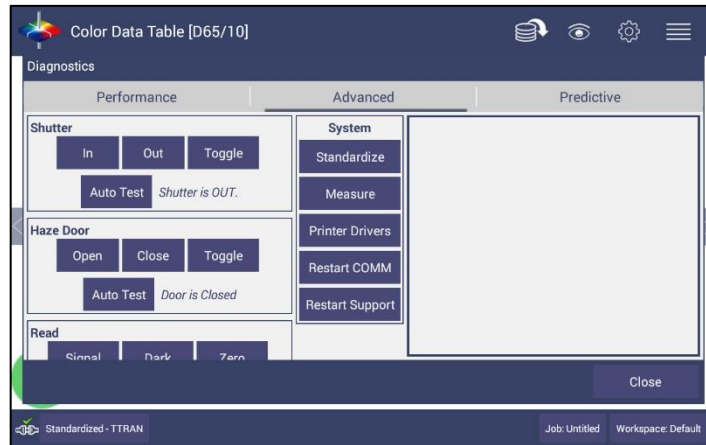 Color Data Table [D65/10]
Diagnostics
Performance Advanced Predictive
Shutter
In Out Toggle
Auto Test Shutter is OUT.
Haze Door
Open Close Toggle
Auto Test Door is Closed
Read
Signal Dark Zero
System
Standardize
Measure
Printer Drivers
Restart COMM
Restart Support
Close
Standardized - TTRAN Job: Untitled Workspace: Default